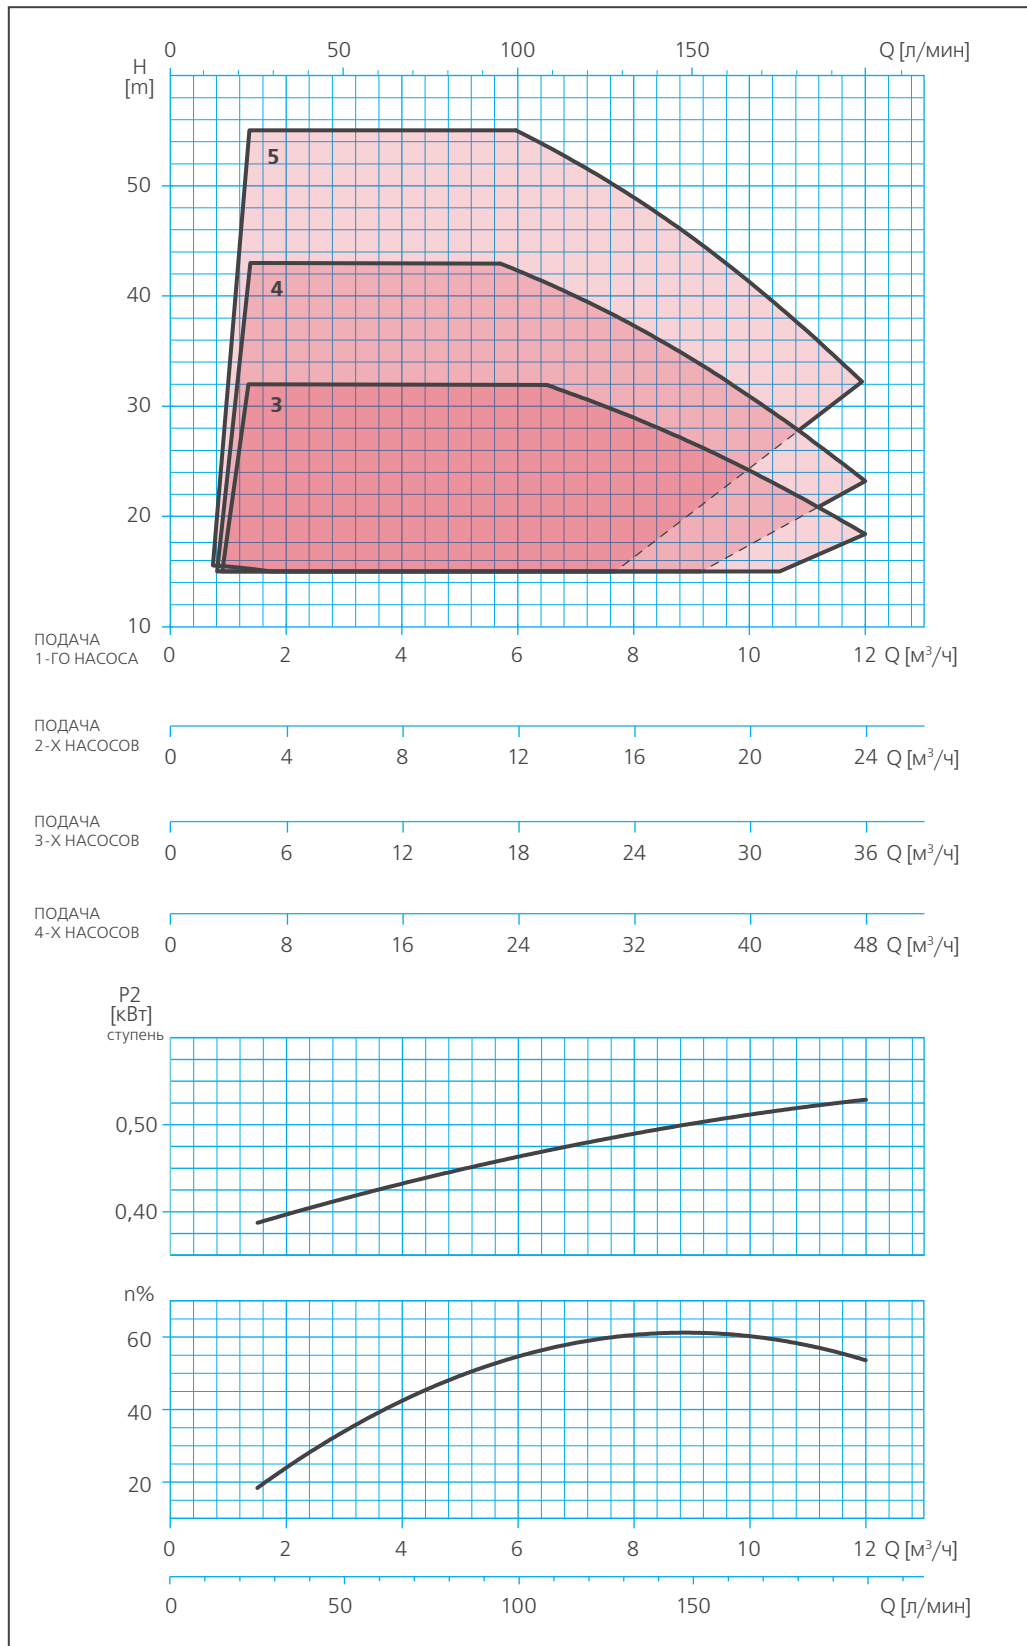 0 50 100 150 Q [л/мин]
H
[m]
5
50
4
40
3
30
20
10
ПОДАЧА
1-ГО НАСОСА
0 2 4 6 8 10 12 Q [м³/ч]
ПОДАЧА
2-Х НАСОСОВ
0 4 8 12 16 20 24 Q [м³/ч]
ПОДАЧА
3-Х НАСОСОВ
0 6 12 18 24 30 36 Q [м³/ч]
ПОДАЧА
4-Х НАСОСОВ
0 8 16 24 32 40 48 Q [м³/ч]
P2
[кВт]
ступень
0,50
0,40
n%
60
40
20
0 2 4 6 8 10 12 Q [м³/ч]
0 50 100 150 Q [л/мин]